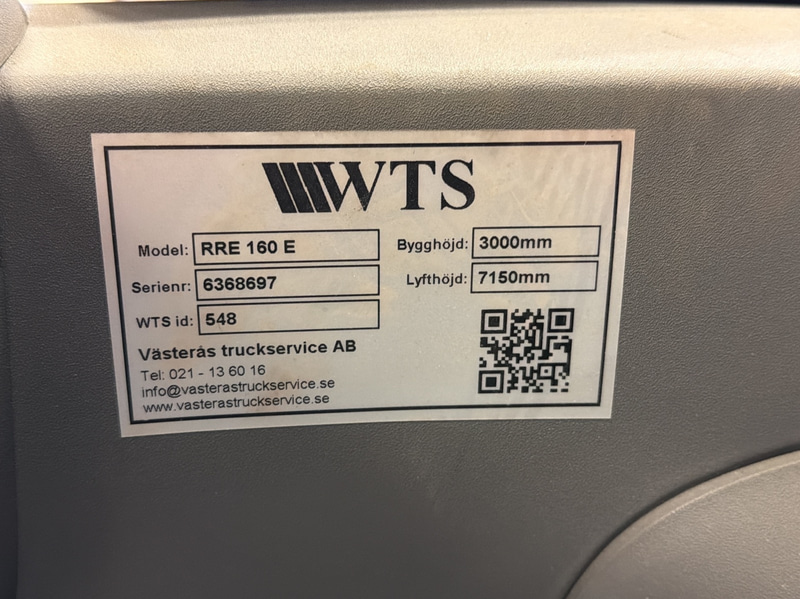 WTS
Model: RRE 160 E
Bygghöjd: 3000mm
Serienr: 6368697
Lyfthöjd: 7150mm
WTS id: 548
Västerås truckservice AB
Tel: 021 - 13 60 16
info@vasterastruckservice.se
www.vasterastruckservice.se